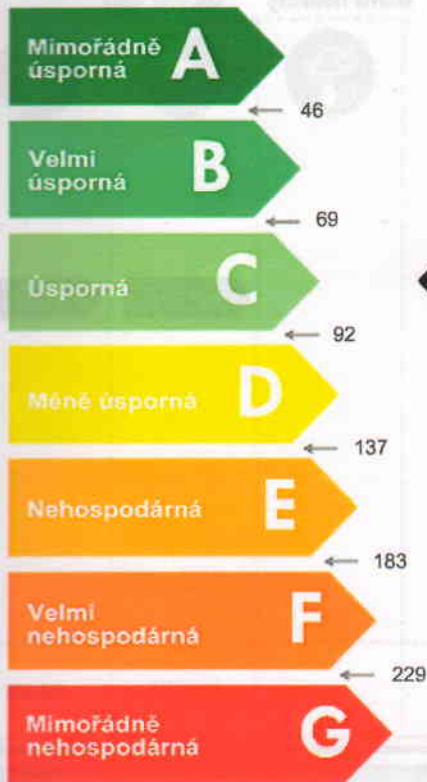 Mimořádně
úsporná
A
46
Velmi
úsporná
B
69
Úsporná
C
92
Méně úsporná
D
137
Nehospodárná
E
183
Velmi
nehospodárná
F
229
Mimořádně
nehospodárná
G